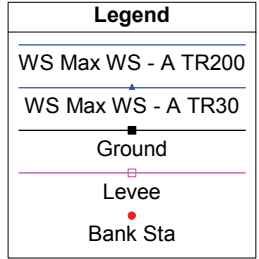 Legend
WS Max WS - A TR200
WS Max WS - A TR30
Ground
Levee
Bank Sta